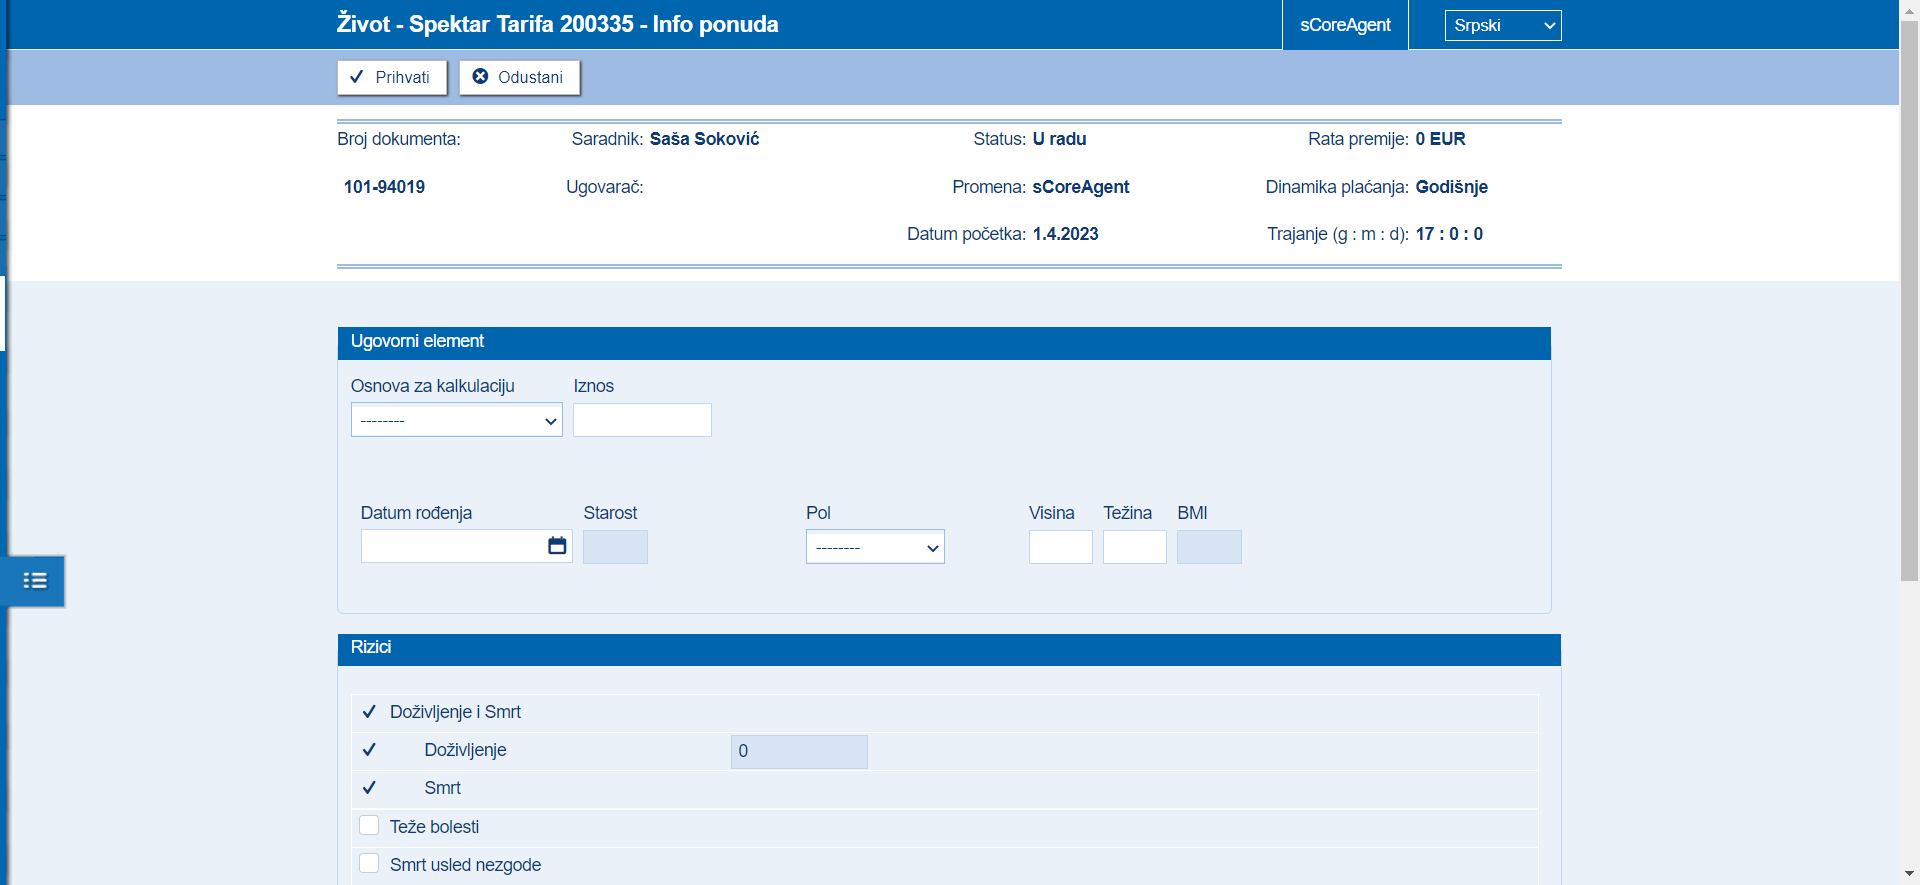 Život - Spektar Tarifa 200335 - Info ponuda
sCoreAgent
Srpski
Prihvati
Odustani
Broj dokumenta: Saradnik: Saša Soković Status: U radu Rata premije: 0 EUR
101-94019 Ugovarač: Promena: sCoreAgent Dinamika plaćanja: Godišnje
Datum početka: 1.4.2023 Trajanje (g : m : d): 17 : 0 : 0
Ugovorni element
Osnova za kalkulaciju Iznos
--------
Datum rođenja Starost Pol Visina Težina BMI
--------
Rizici
Doživljenje i Smrt
Doživljenje 0
Smrt
Teže bolesti
Smrt usled nezgode